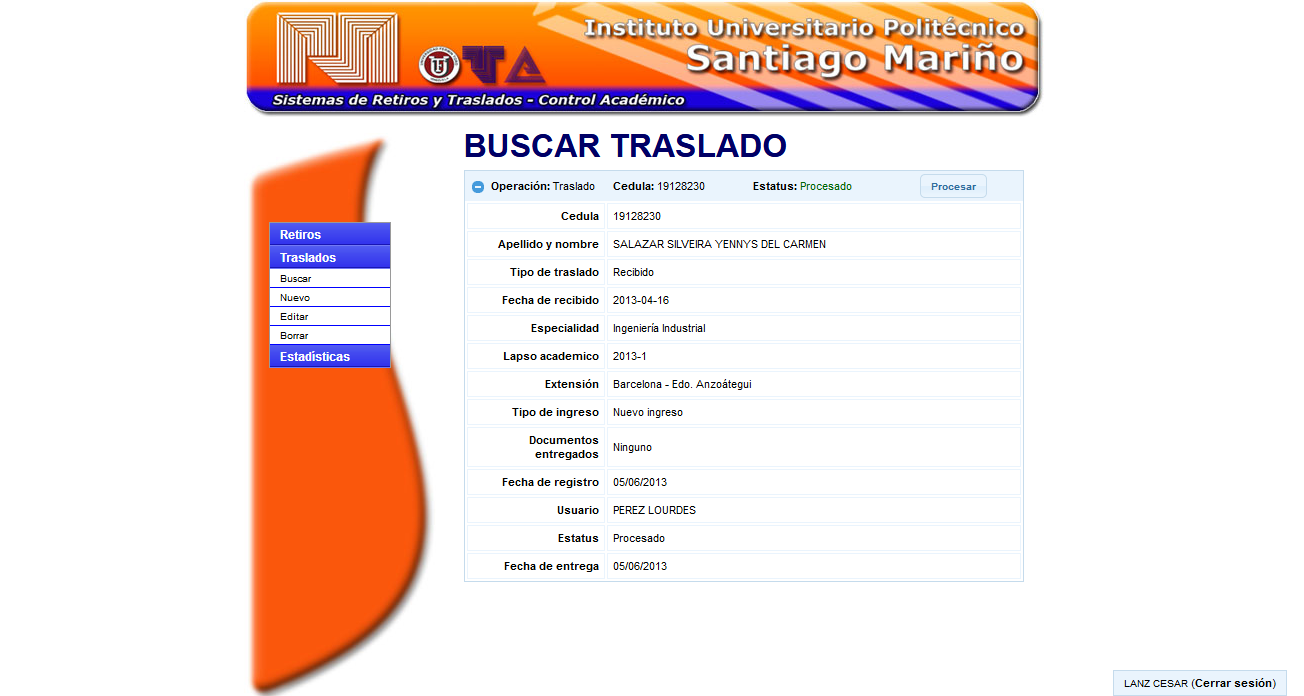 Instituto Universitario Politécnico
Santiago Mariño
Sistemas de Retiros y Traslados - Control Académico
BUSCAR TRASLADO
Retiros
Traslados
Buscar
Nuevo
Editar
Borrar
Estadísticas
Operación: Traslado Cedula: 19128230 Estatus: Procesado Procesar
Cedula 19128230
Apellido y nombre SALAZAR SILVEIRA YENNYS DEL CARMEN
Tipo de traslado Recibido
Fecha de recibido 2013-04-16
Especialidad Ingeniería Industrial
Lapso academico 2013-1
Extensión Barcelona - Edo. Anzoátegui
Tipo de ingreso Nuevo ingreso
Documentos
entregados Ninguno
Fecha de registro 05/06/2013
Usuario PEREZ LOURDES
Estatus Procesado
Fecha de entrega 05/06/2013
LANZ CESAR (Cerrar sesión)